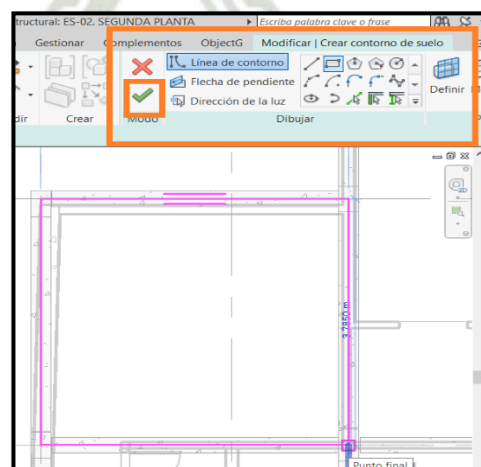 tructural: ES-02. SEGUNDA PLANTA
Escriba palabra clave o frase
Gestionar Complementos ObjectG Modificar | Crear contorno de suelo
Línea de contorno
Flecha de pendiente
Dirección de la luz
Definir
dir Crear Modo Dibujar
3.7850 m
Punto final